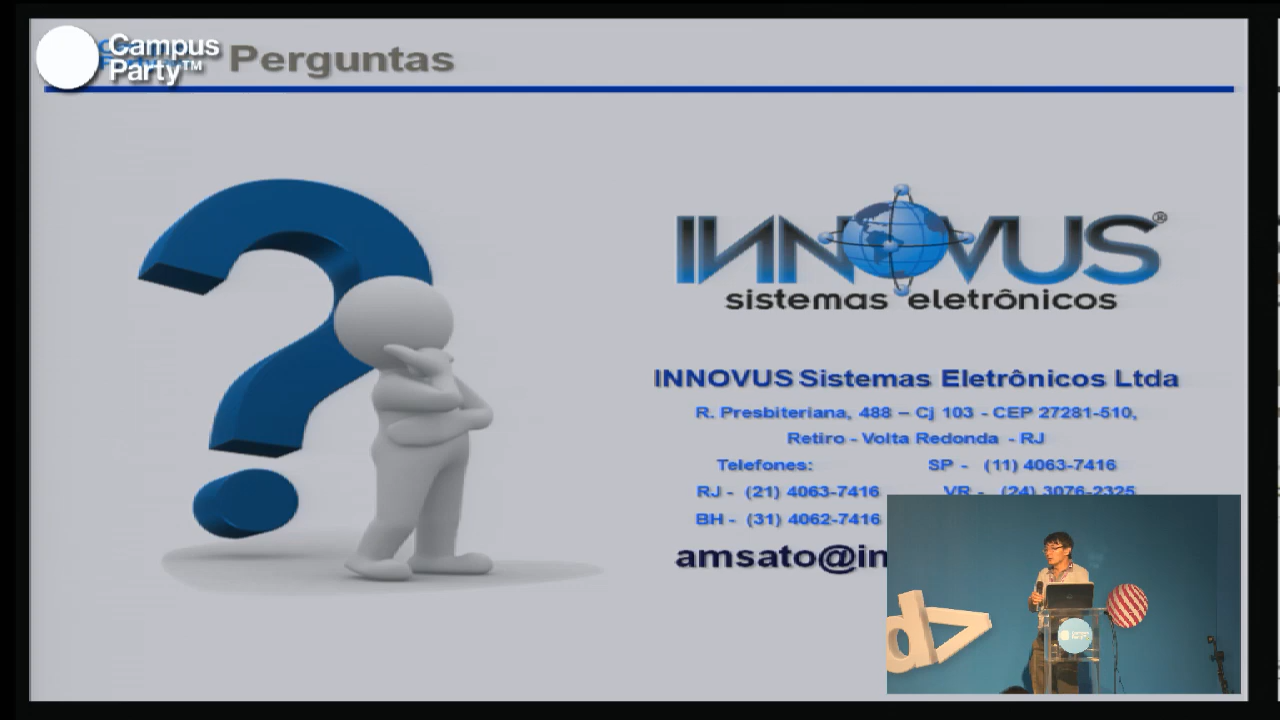 Campus
Party™
Perguntas
INNOVUS®
sistemas eletrônicos
INNOVUS Sistemas Eletrônicos Ltda
R. Presbiteriana, 488 – Cj 103 - CEP 27281-510,
Retiro - Volta Redonda - RJ
Telefones: SP - (11) 4063-7416
RJ - (21) 4063-7416 VR - (24) 3076-2325
BH - (31) 4062-7416
amsato@in
d